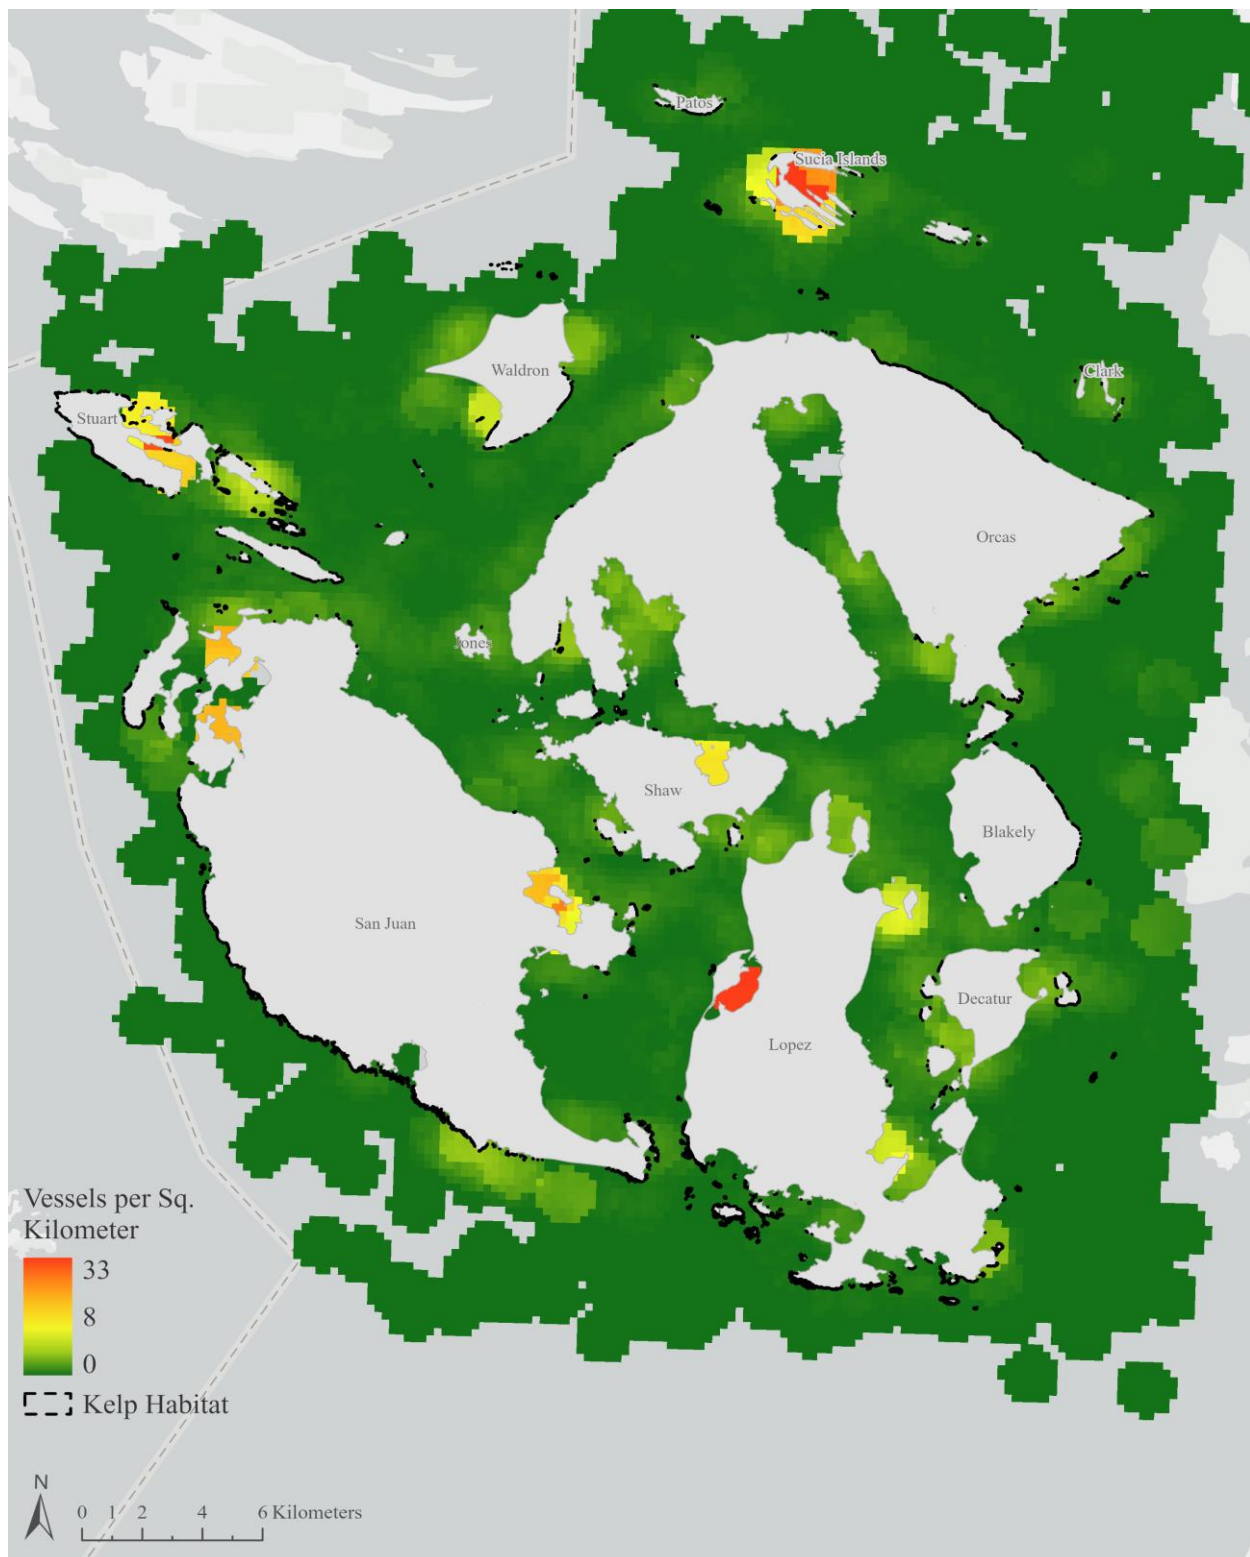 Patos
Sucia Islands
Waldron
Clark
Stuart
Orcas
Jones
Shaw
Blakely
San Juan
Decatur
Lopez
Vessels per Sq.
Kilometer
33
8
0
Kelp Habitat
N
0 1 2 4 6 Kilometers